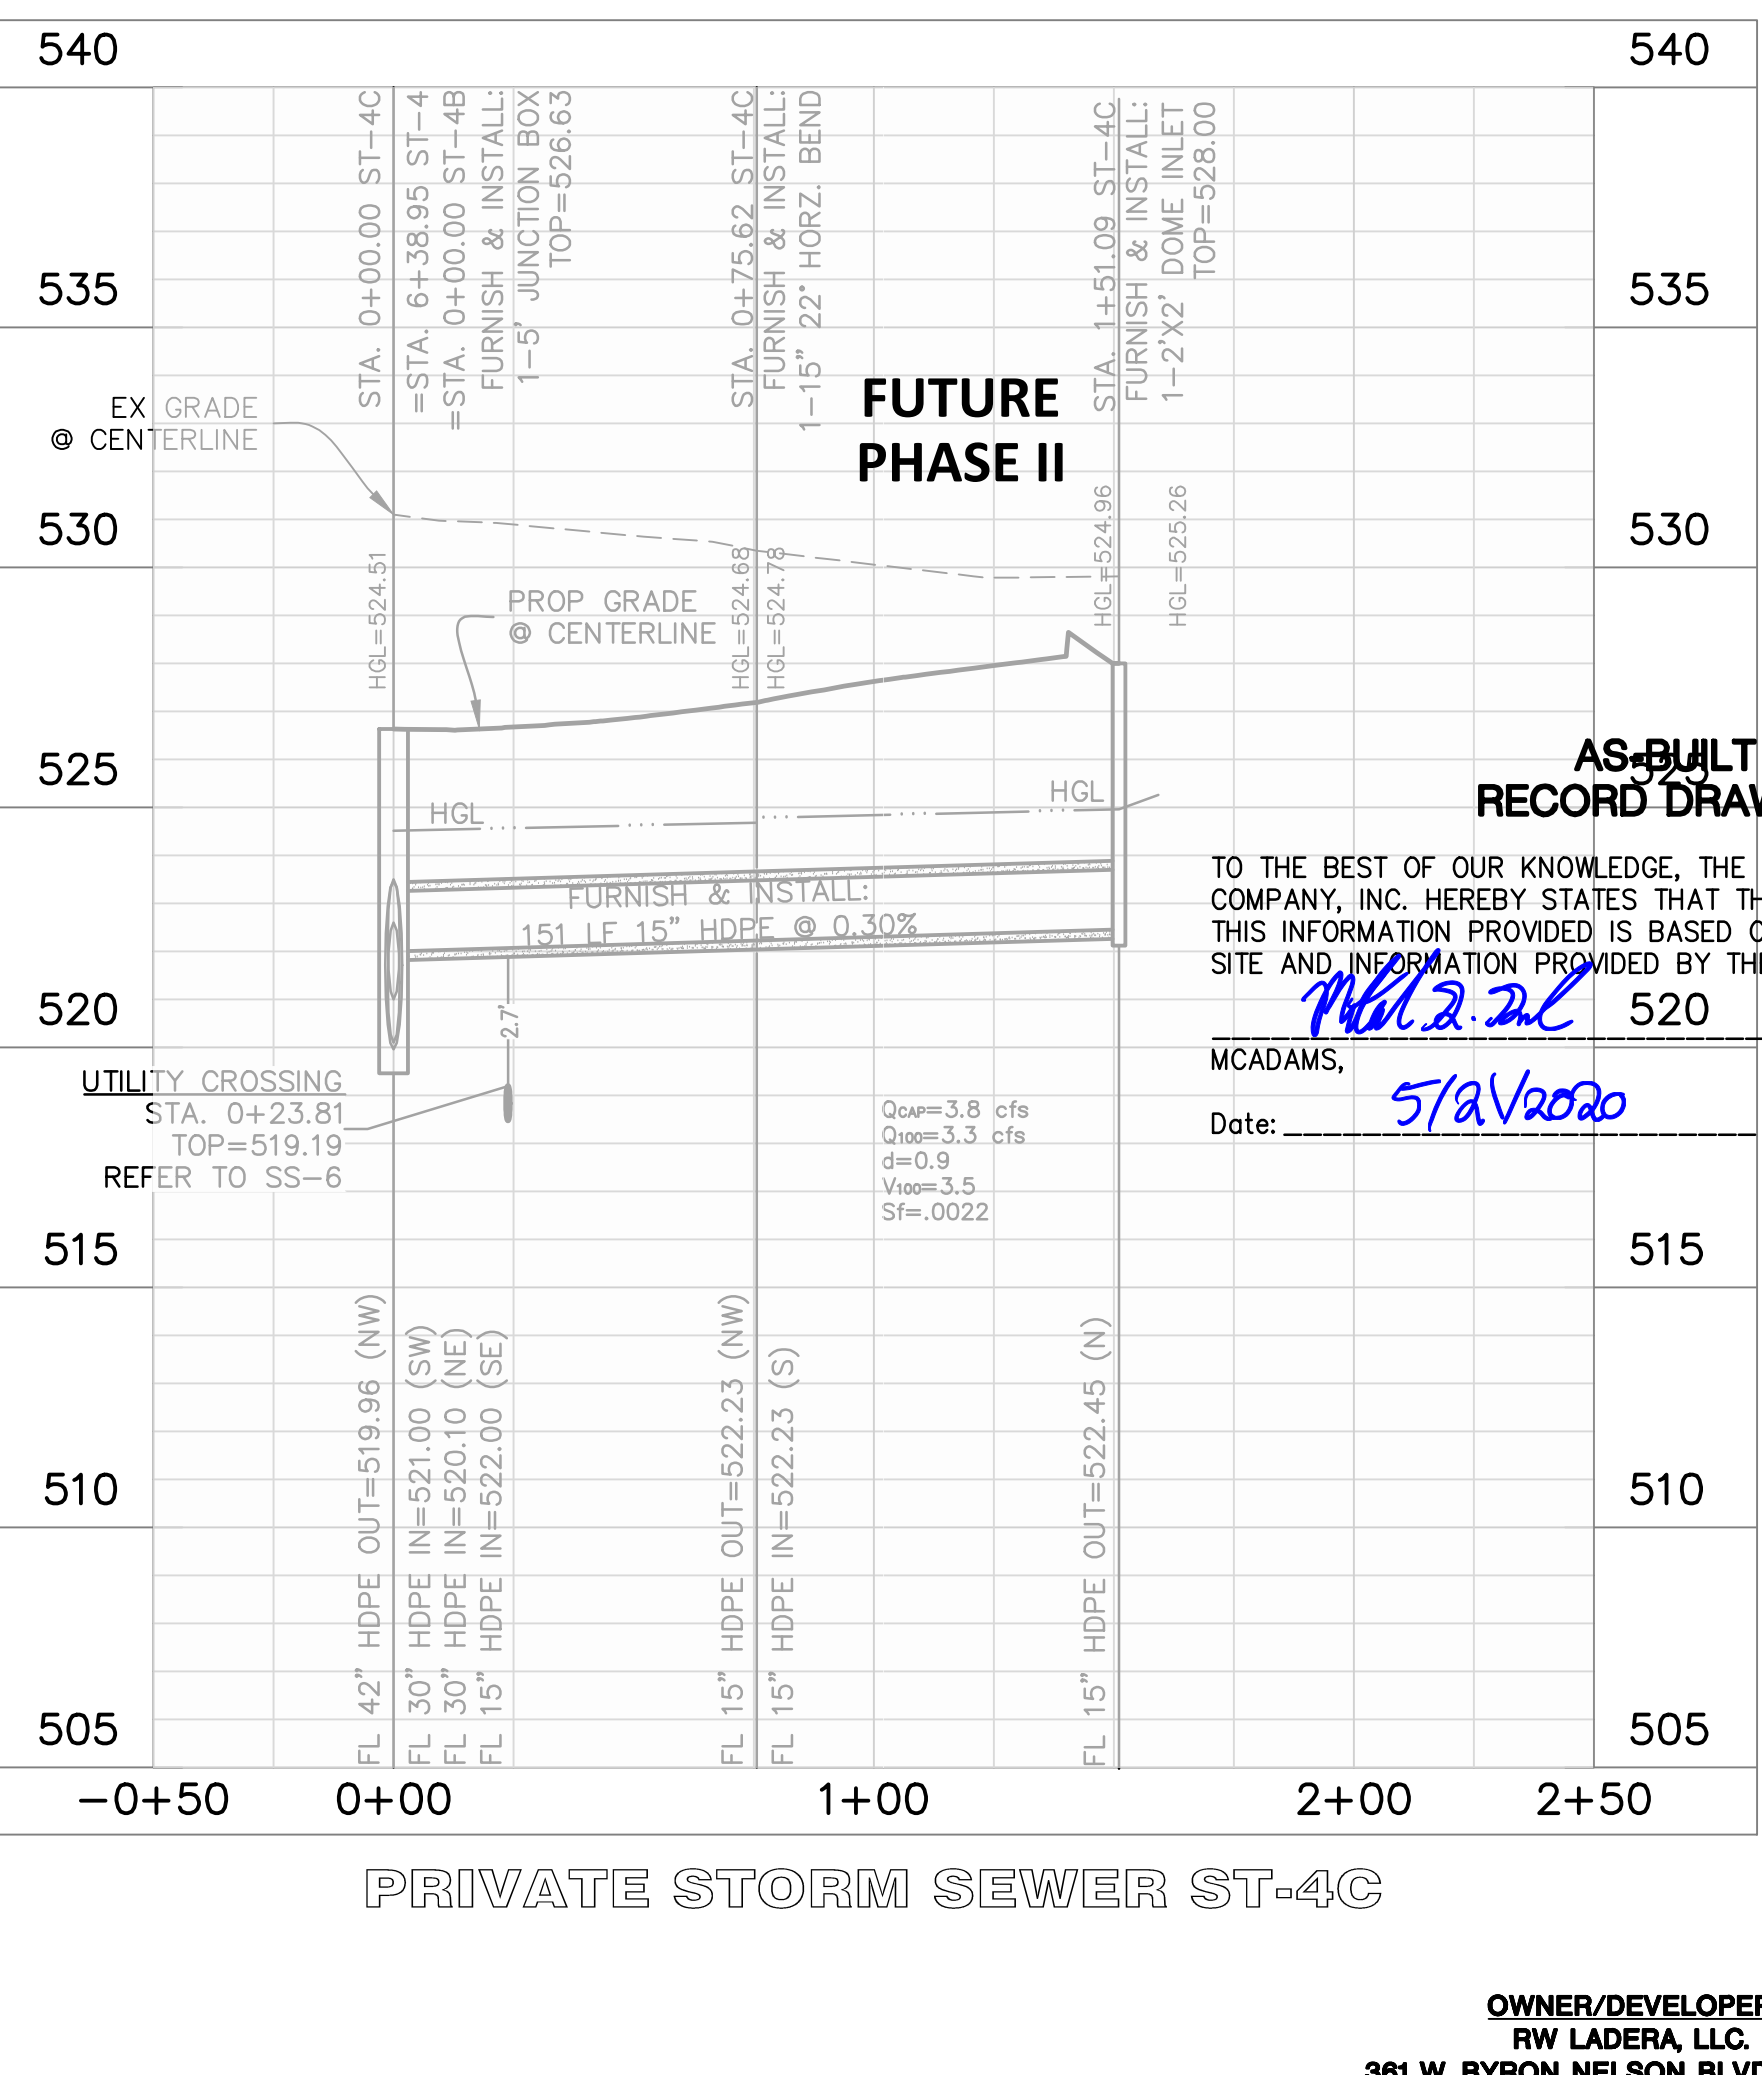 540
540
STA. 0+00.00 ST-4C
=STA. 6+38.95 ST-4
=STA. 0+00.00 ST-4B
FURNISH & INSTALL:
1-5' JUNCTION BOX
TOP=526.63
STA. 0+75.62 ST-4C
FURNISH & INSTALL:
1-15" 22° HORZ. BEND
STA. 1+51.09 ST-4C
FURNISH & INSTALL:
1-2'X2' DOME INLET
TOP=528.00
535
535
FUTURE
PHASE II
EX GRADE
@ CENTERLINE
530
530
HGL=524.51
HGL=524.68
HGL=524.78
HGL=524.96
HGL=525.26
PROP GRADE
@ CENTERLINE
525
525
AS-BUILT
RECORD DRAW
HGL
HGL
FURNISH & INSTALL:
151 LF 15" HDPE @ 0.30%
TO THE BEST OF OUR KNOWLEDGE, THE
COMPANY, INC. HEREBY STATES THAT TH
THIS INFORMATION PROVIDED IS BASED O
SITE AND INFORMATION PROVIDED BY THE
520
520
2.7'
MCADAMS,
Date: 5/21/2020
UTILITY CROSSING
STA. 0+23.81
TOP=519.19
REFER TO SS-6
QCAP=3.8 cfs
Q100=3.3 cfs
d=0.9
V100=3.5
Sf=.0022
515
515
FL 42" HDPE OUT=519.96 (NW)
FL 30" HDPE IN=521.00 (SW)
FL 30" HDPE IN=520.10 (NE)
FL 15" HDPE IN=522.00 (SE)
FL 15" HDPE OUT=522.23 (NW)
FL 15" HDPE IN=522.23 (S)
FL 15" HDPE OUT=522.45 (N)
510
510
505
505
-0+50 0+00 1+00 2+00 2+50
PRIVATE STORM SEWER ST-4C
OWNER/DEVELOPER
RW LADERA, LLC.
361 W. BYRON NELSON BLVD